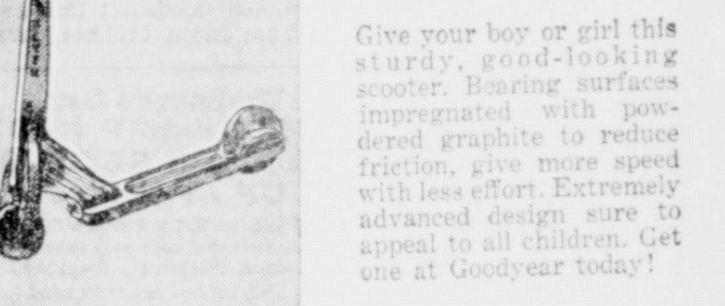 Give your boy or girl this
sturdy, good-looking
scooter. Bearing surfaces
impregnated with pow-
dered graphite to reduce
friction, give more speed
with less effort. Extremely
advanced design sure to
appeal to all children. Get
one at Goodyear today!